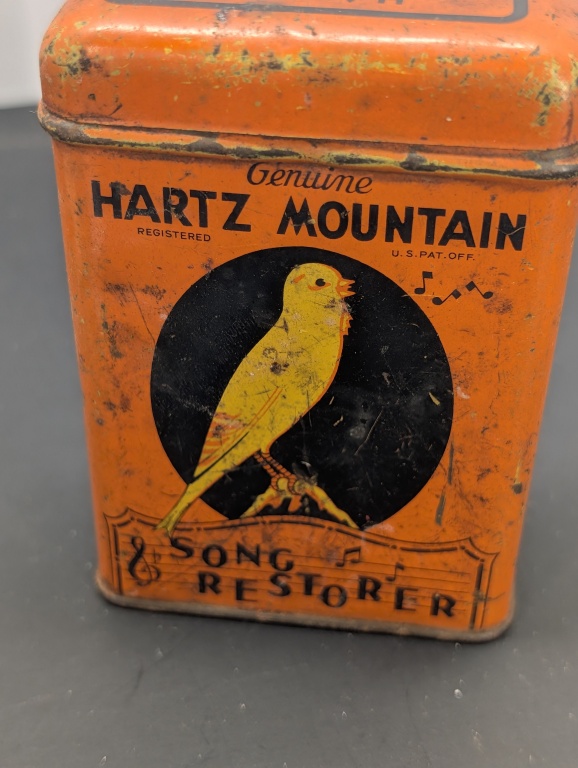 Genuine
HARTZ MOUNTAIN
REGISTERED
U.S. PAT. OFF.
SONG
RESTORER